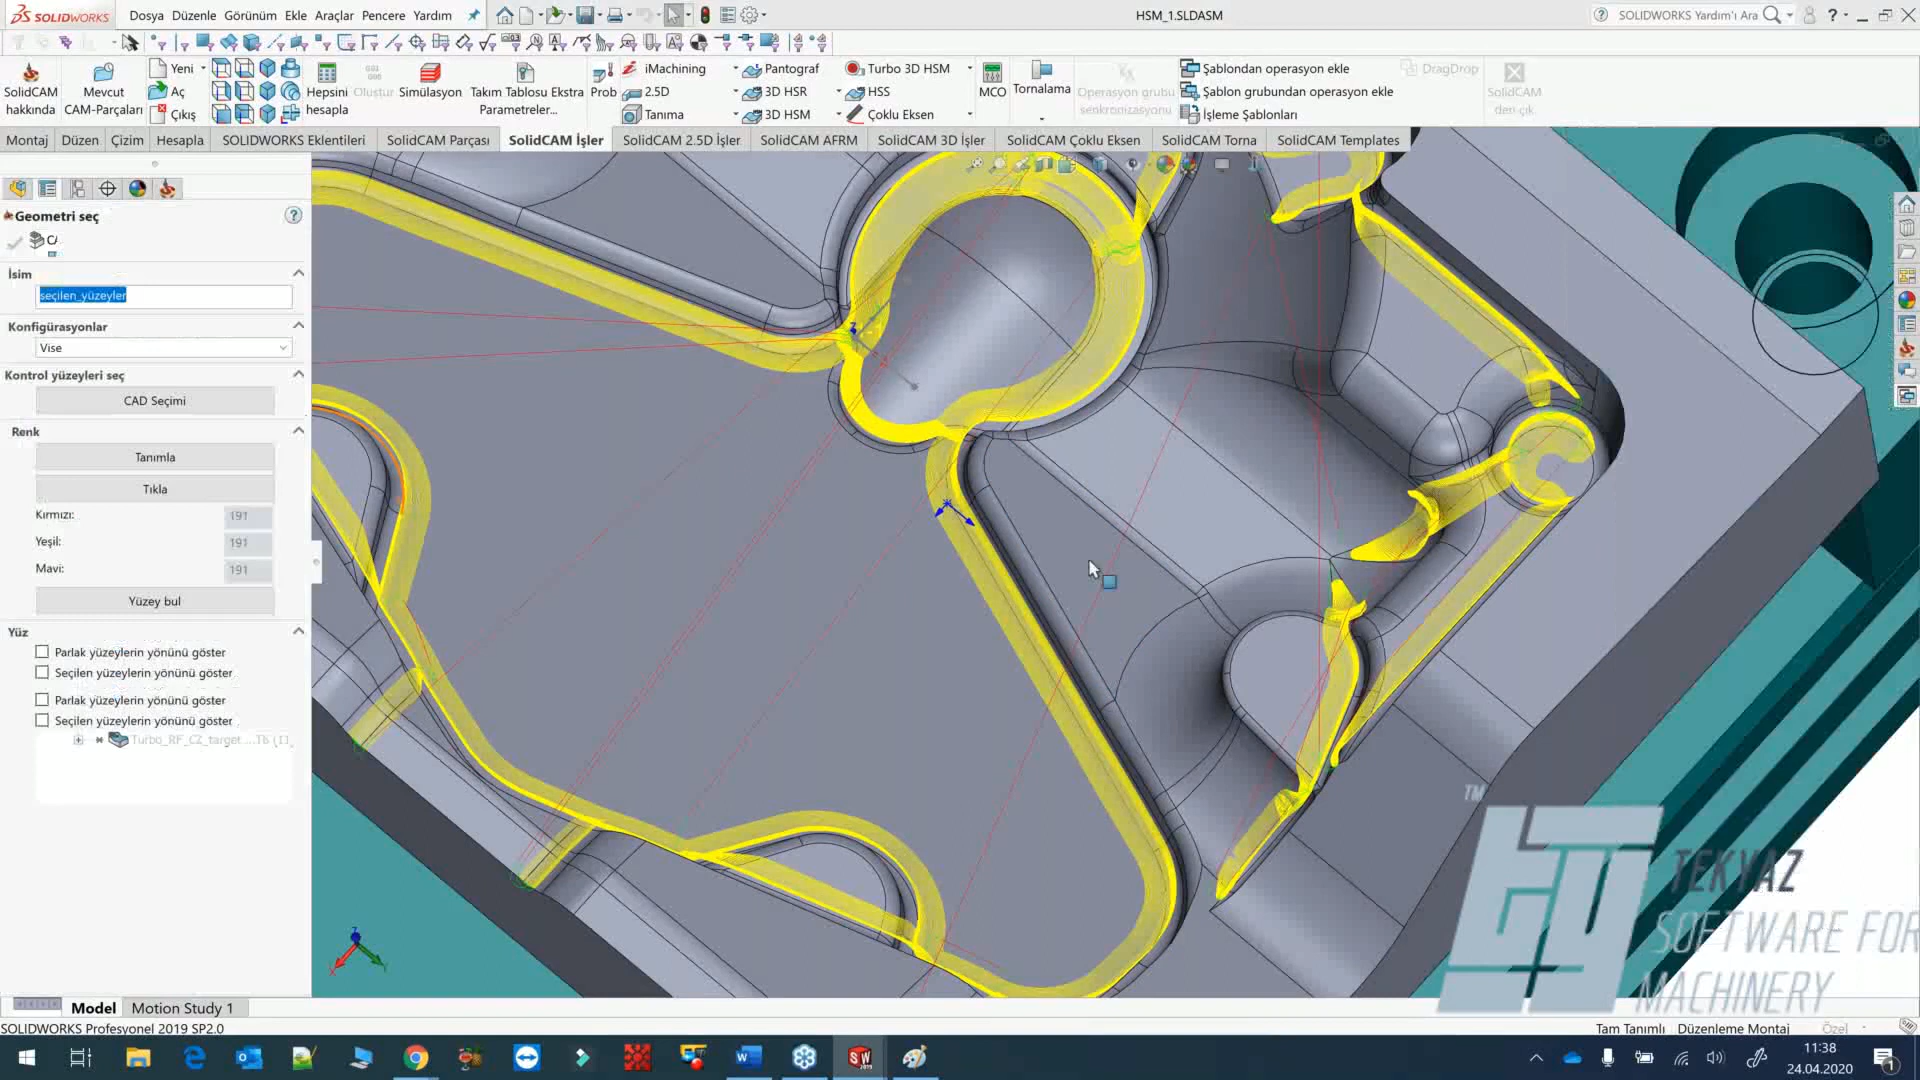 SOLIDWORKS
Dosya Düzenle Görünüm Ekle Araçlar Pencere Yardım
HSM_1.SLDASM
SOLIDWORKS Yardım'ı Ara
SolidCAM hakkında
Mevcut CAM-Parçaları
Yeni
Aç
Çıkış
Hepsini hesapla
Oluştur
Simülasyon
Takım Tablosu Ekstra Parametreler...
Prob
iMachining
2.5D
Tanıma
Pantograf
3D HSR
3D HSM
Turbo 3D HSM
HSS
Çoklu Eksen
MCO
Tornalama
Operasyon grubu senkronizasyonu
Şablondan operasyon ekle
Şablon grubundan operasyon ekle
İşleme Şablonları
DragDrop
SolidCAM den çık
Montaj Düzen Çizim Hesapla SOLIDWORKS Eklentileri SolidCAM Parçası SolidCAM İşler SolidCAM 2.5D İşler SolidCAM AFRM SolidCAM 3D İşler SolidCAM Çoklu Eksen SolidCAM Torna SolidCAM Templates
Geometri seç
İsim
seçilen_yüzeyler
Konfigürasyonlar
Vise
Kontrol yüzeyleri seç
CAD Seçimi
Renk
Tanımla
Tıkla
Kırmızı: 191
Yeşil: 191
Mavi: 191
Yüzey bul
Yüz
Parlak yüzeylerin yönünü göster
Seçilen yüzeylerin yönünü göster
Parlak yüzeylerin yönünü göster
Seçilen yüzeylerin yönünü göster
TM
TEKYAZ
SOFTWARE FOR
MACHINERY
Model Motion Study 1
SOLIDWORKS Profesyonel 2019 SP2.0
Tam Tanımlı Düzenleme Montaj Özel
11:38
24.04.2020